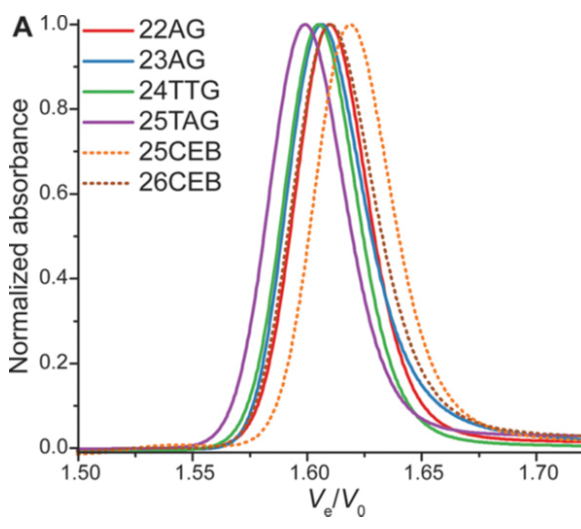 A
22AG
23AG
24TTG
25TAG
25CEB
26CEB
Normalized absorbance
1.0
0.8
0.6
0.4
0.2
0.0
1.50 1.55 1.60 1.65 1.70
Ve/V0